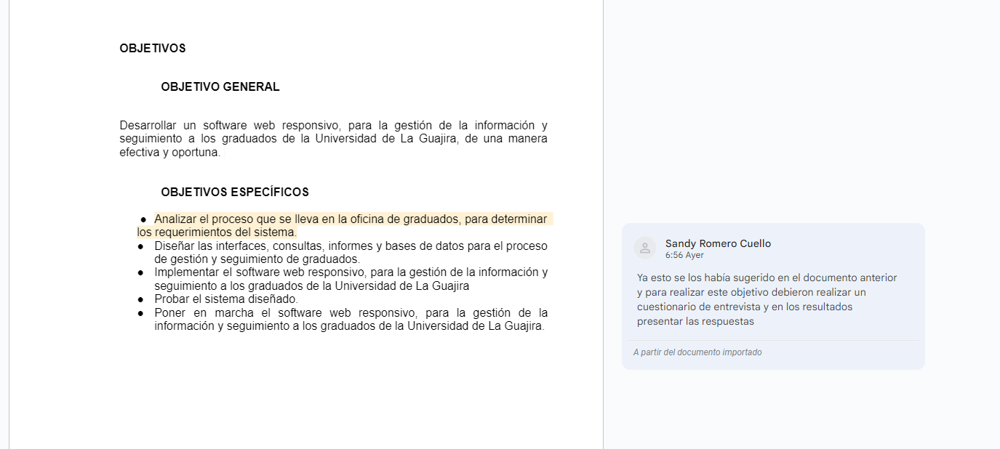 OBJETIVOS
OBJETIVO GENERAL
Desarrollar un software web responsivo, para la gestión de la información y
seguimiento a los graduados de la Universidad de La Guajira, de una manera
efectiva y oportuna.
OBJETIVOS ESPECÍFICOS
● Analizar el proceso que se lleva en la oficina de graduados, para determinar
los requerimientos del sistema.
● Diseñar las interfaces, consultas, informes y bases de datos para el proceso
de gestión y seguimiento de graduados.
● Implementar el software web responsivo, para la gestión de la información y
seguimiento a los graduados de la Universidad de La Guajira
● Probar el sistema diseñado.
● Poner en marcha el software web responsivo, para la gestión de la
información y seguimiento a los graduados de la Universidad de La Guajira.
Sandy Romero Cuello
6:56 Ayer
Ya esto se los había sugerido en el documento anterior
y para realizar este objetivo debieron realizar un
cuestionario de entrevista y en los resultados
presentar las respuestas
A partir del documento importado